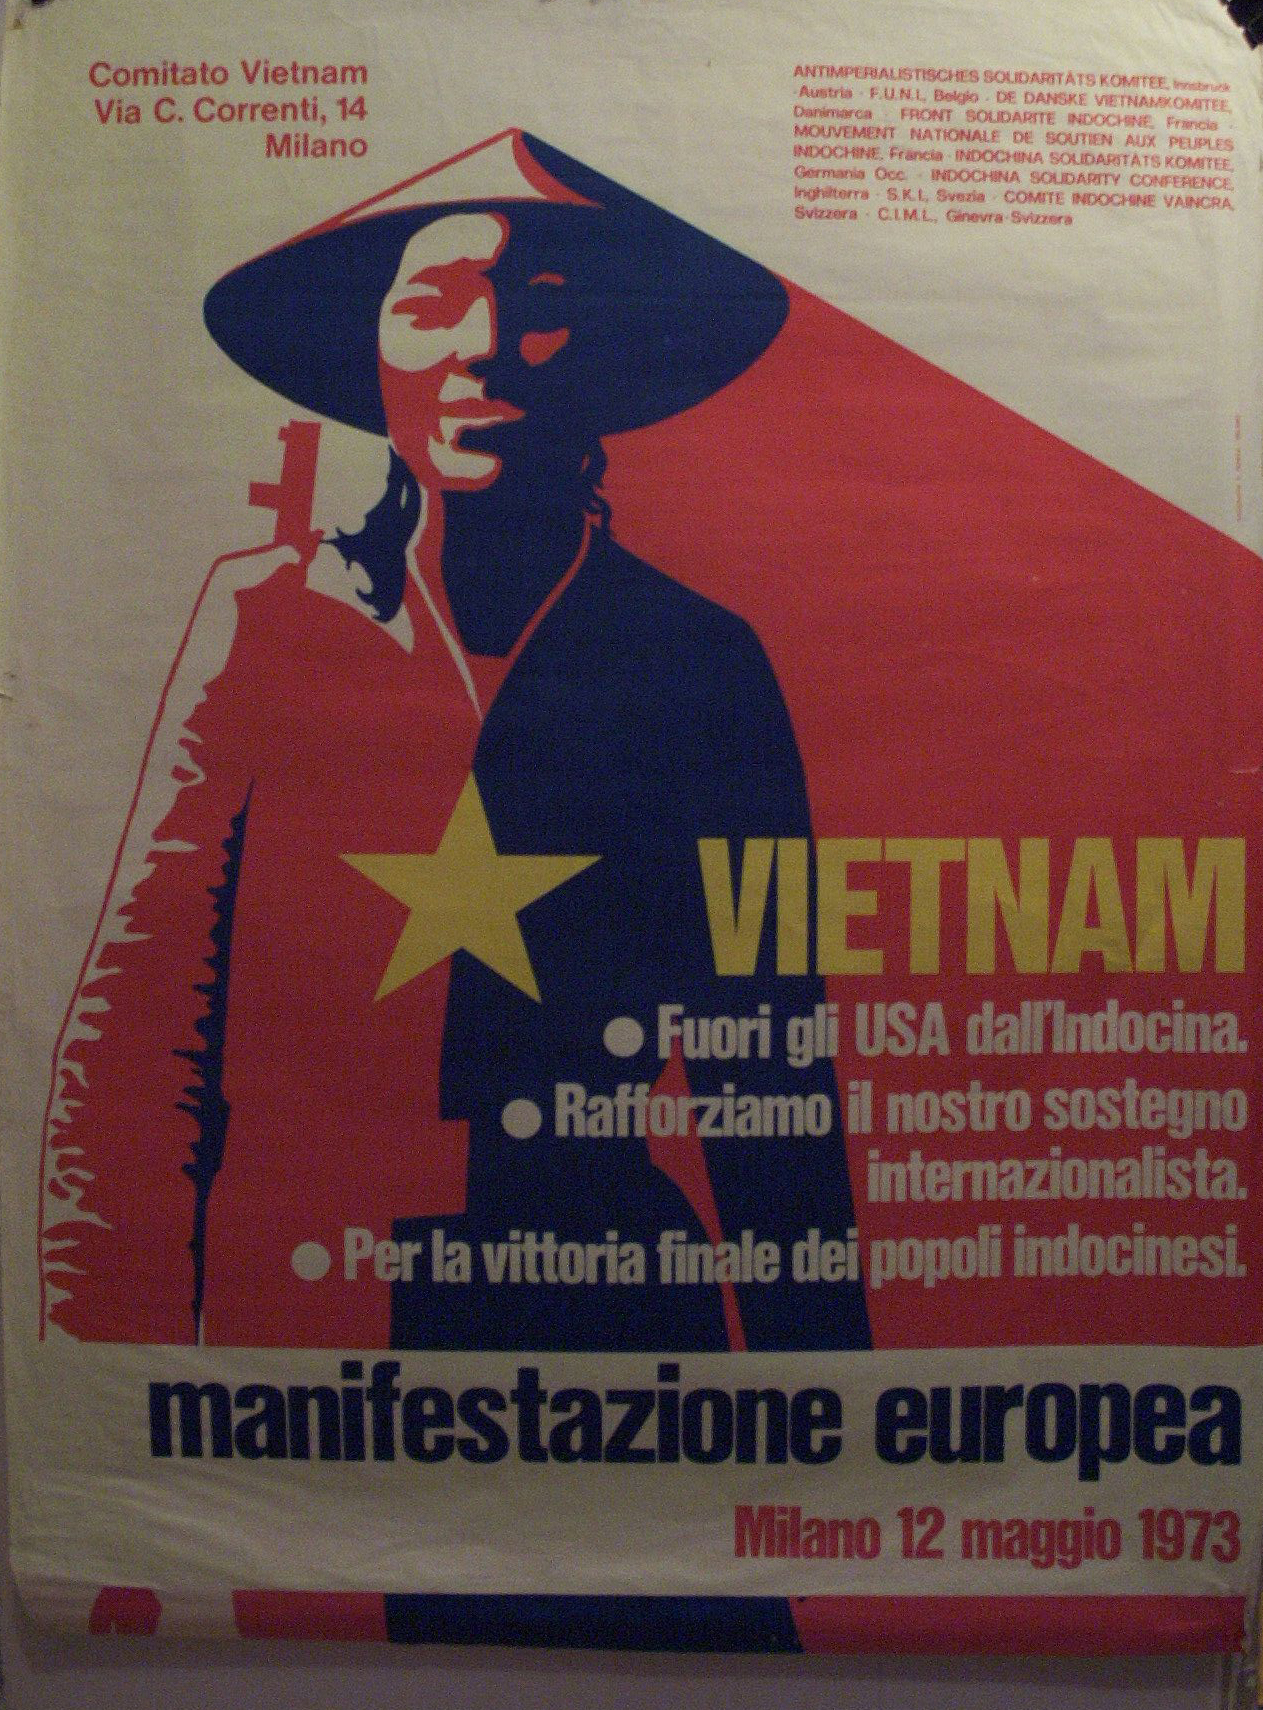 Comitato Vietnam
Via C. Correnti, 14
Milano
ANTIMPERIALISTISCHES SOLIDARITÄTS KOMITEE, Innsbruck
-Austria - F.U.N.I., Belgio - DE DANSKE VIETNAMKOMITEE,
Danimarca - FRONT SOLIDARITE INDOCHINE, Francia -
MOUVEMENT NATIONALE DE SOUTIEN AUX PEUPLES
INDOCHINE, Francia - INDOCHINA SOLIDARITÄTS KOMITEE,
Germania Occ. - INDOCHINA SOLIDARITY CONFERENCE,
Inghilterra - S.K.I., Svezia - COMITE INDOCHINE VAINCRA,
Svizzera - C.I.M.L., Ginevra-Svizzera
VIETNAM
● Fuori gli USA dall'Indocina.
● Rafforziamo il nostro sostegno
internazionalista.
● Per la vittoria finale dei popoli indocinesi.
manifestazione europea
Milano 12 maggio 1973